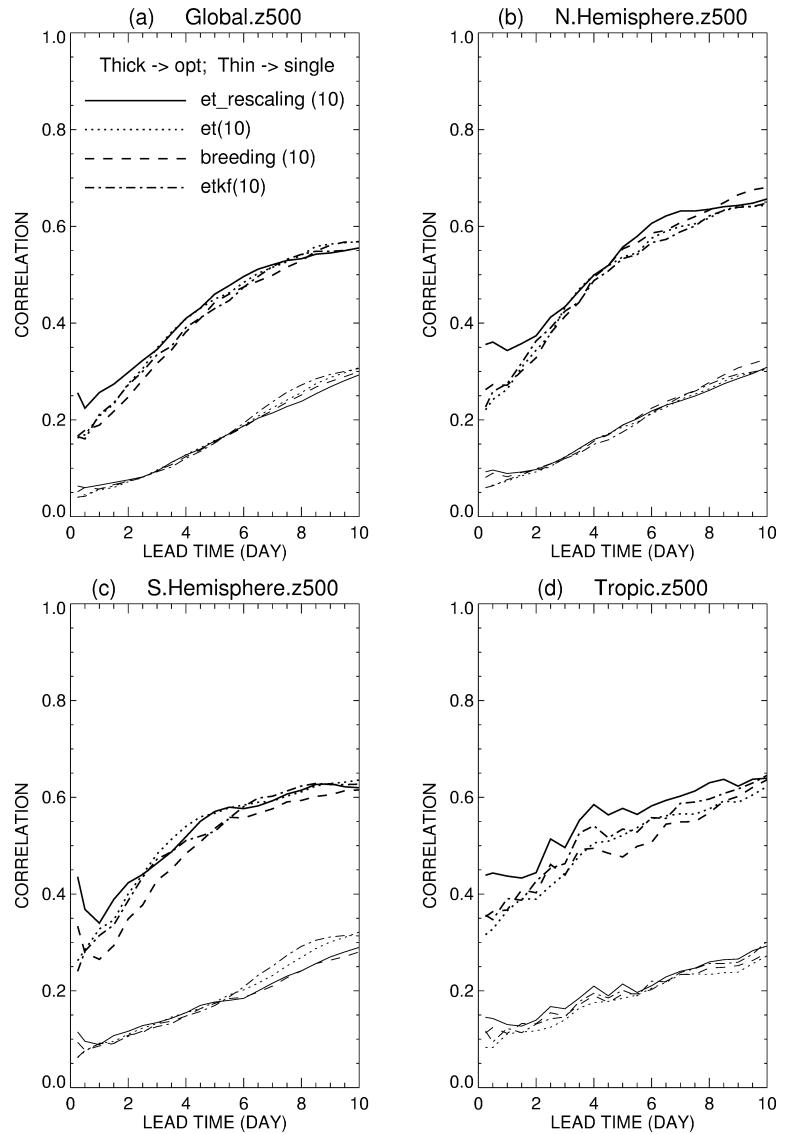 (a) Global.z500
1.0
0.8
0.6
0.4
0.2
0.0
CORRELATION
Thick -> opt; Thin -> single
et_rescaling (10)
et(10)
breeding (10)
etkf(10)
0 2 4 6 8 10
LEAD TIME (DAY)
(b) N.Hemisphere.z500
1.0
0.8
0.6
0.4
0.2
0.0
CORRELATION
0 2 4 6 8 10
LEAD TIME (DAY)
(c) S.Hemisphere.z500
1.0
0.8
0.6
0.4
0.2
0.0
CORRELATION
0 2 4 6 8 10
LEAD TIME (DAY)
(d) Tropic.z500
1.0
0.8
0.6
0.4
0.2
0.0
CORRELATION
0 2 4 6 8 10
LEAD TIME (DAY)